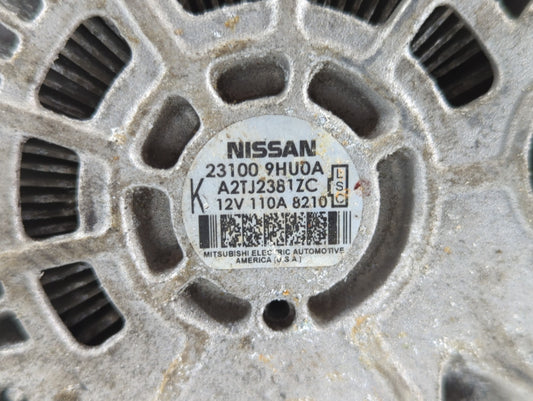 NISSAN
23100 9HU0A
K A2TJ2381ZC
12V 110A 8210
L
S
C
MITSUBISHI ELECTRIC AUTOMOTIVE
AMERICA (U.S.A)